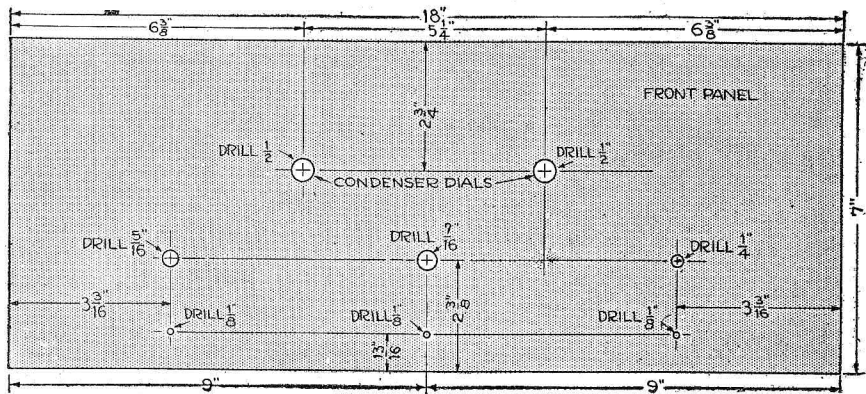 18"
6 3/8"
5 1/4"
6 3/8"
FRONT PANEL
2 3/4"
7"
DRILL 1/2
DRILL 1/2"
CONDENSER DIALS
DRILL 5/16"
DRILL 7/16"
DRILL 1/4"
3 3/16"
2 3/8"
3 3/16"
DRILL 1/8"
DRILL 1/8"
DRILL 1/8"
13/16"
9"
9"